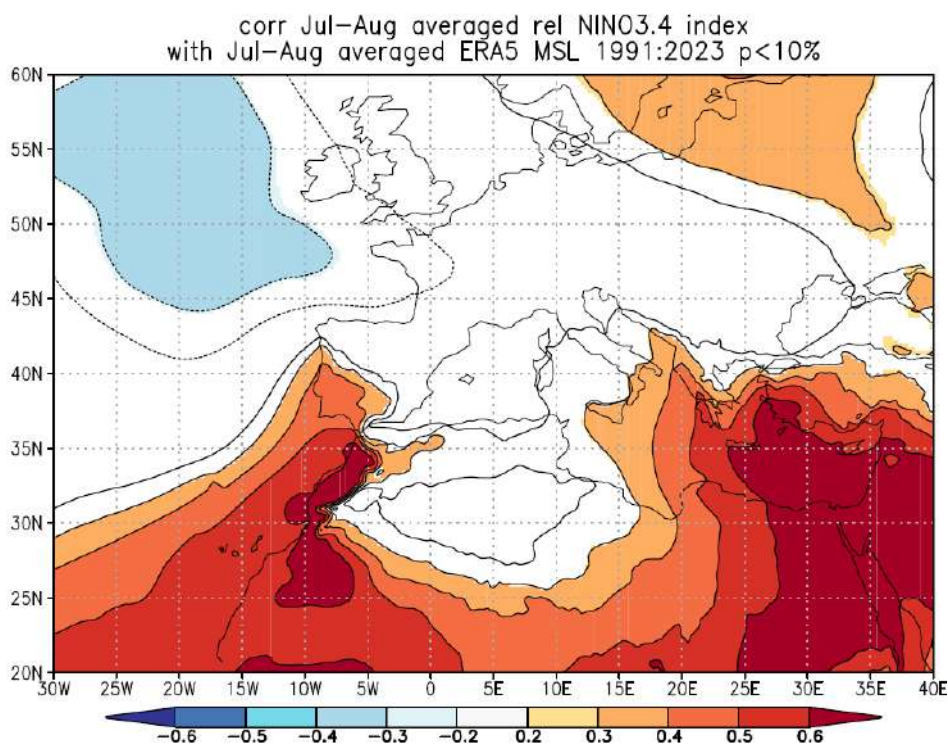 corr Jul-Aug averaged rel NINO3.4 index
with Jul-Aug averaged ERA5 MSL 1991:2023 p<10%
60N
55N
50N
45N
40N
35N
30N
25N
20N
30W 25W 20W 15W 10W 5W 0 5E 10E 15E 20E 25E 30E 35E 40E
-0.6 -0.5 -0.4 -0.3 -0.2 0.2 0.3 0.4 0.5 0.6